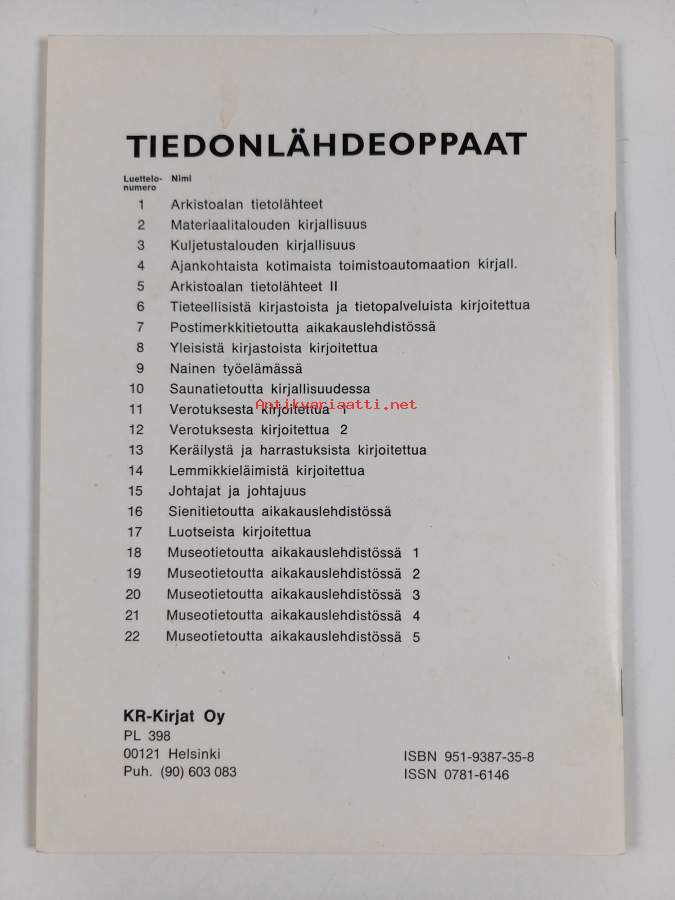 TIEDONLÄHDEOPPAAT
Luettelo- Nimi
numero
1 Arkistoalan tietolähteet
2 Materiaalitalouden kirjallisuus
3 Kuljetustalouden kirjallisuus
4 Ajankohtaista kotimaista toimistoautomaation kirjall.
5 Arkistoalan tietolähteet II
6 Tieteellisistä kirjastoista ja tietopalveluista kirjoitettua
7 Postimerkkitietoutta aikakauslehdistössä
8 Yleisistä kirjastoista kirjoitettua
9 Nainen työelämässä
10 Saunatietoutta kirjallisuudessa
Antikvariaatti.net
11 Verotuksesta kirjoitettua 1
12 Verotuksesta kirjoitettua 2
13 Keräilystä ja harrastuksista kirjoitettua
14 Lemmikkieläimistä kirjoitettua
15 Johtajat ja johtajuus
16 Sienitietoutta aikakauslehdistössä
17 Luotseista kirjoitettua
18 Museotietoutta aikakauslehdistössä 1
19 Museotietoutta aikakauslehdistössä 2
20 Museotietoutta aikakauslehdistössä 3
21 Museotietoutta aikakauslehdistössä 4
22 Museotietoutta aikakauslehdistössä 5
KR-Kirjat Oy
PL 398
00121 Helsinki
Puh. (90) 603 083
ISBN 951-9387-35-8
ISSN 0781-6146